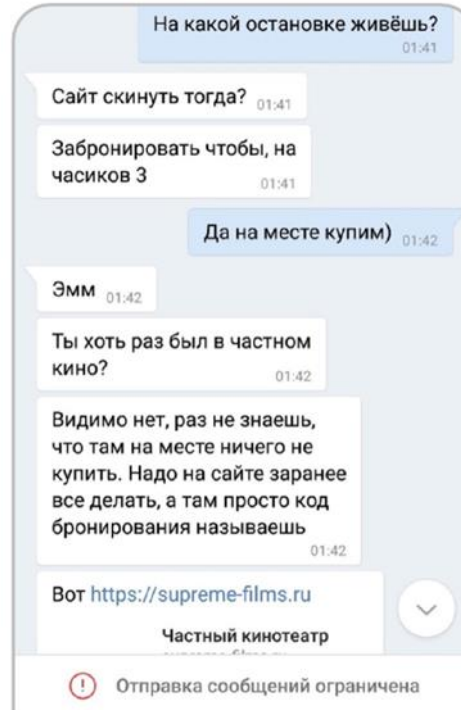 На какой остановке живёшь?
01:41
Сайт скинуть тогда? 01:41
Забронировать чтобы, на
часиков 3
01:41
Да на месте купим) 01:42
Эмм 01:42
Ты хоть раз был в частном
кино?
01:42
Видимо нет, раз не знаешь,
что там на месте ничего не
купить. Надо на сайте заранее
все делать, а там просто код
бронирования называешь
01:42
Вот https://supreme-films.ru
Частный кинотеатр
Отправка сообщений ограничена